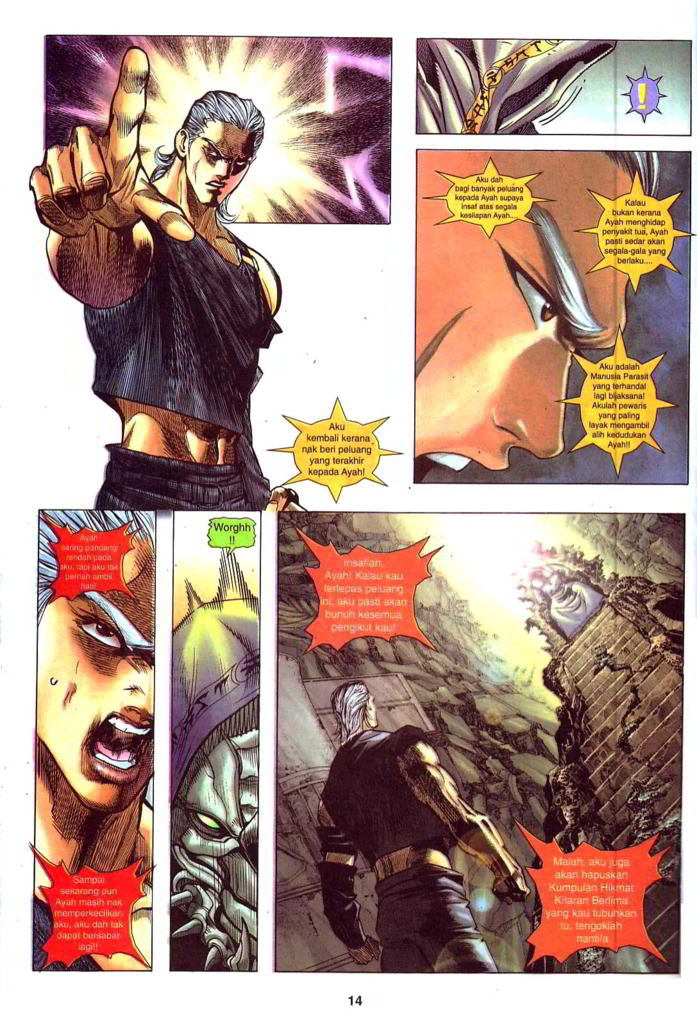 Aku
kembali kerana
nak beri peluang
yang terakhir
kepada Ayah!
!
Aku dah
bagi banyak peluang
kepada Ayah supaya
insaf atas segala
kesilapan Ayah....
Kalau
bukan kerana
Ayah menghidap
penyakit tua, Ayah
pasti sedar akan
segala-gala yang
berlaku....
Aku adalah
Manusia Parasit
yang terhandal
lagi bijaksana!
Akulah pewaris
yang paling
layak mengambil
alih kedudukan
Ayah!!
Ayah
sering pandang
rendah pada
aku, tapi aku tak
pernah ambil
hati!
Sampai
sekarang pun
Ayah masih nak
memperkecilkan
aku, aku dah tak
dapat bersabar
lagi!!
Worghh
!!
Insaflah,
Ayah! Kalau kau
terlepas peluang
ini, aku pasti akan
bunuh kesemua
pengikut kau!
Malah, aku juga
akan hapuskan
Kumpulan Hikmat
Kitaran Berlima
yang kau tubuhkan
tu, tengoklah
nantila
14